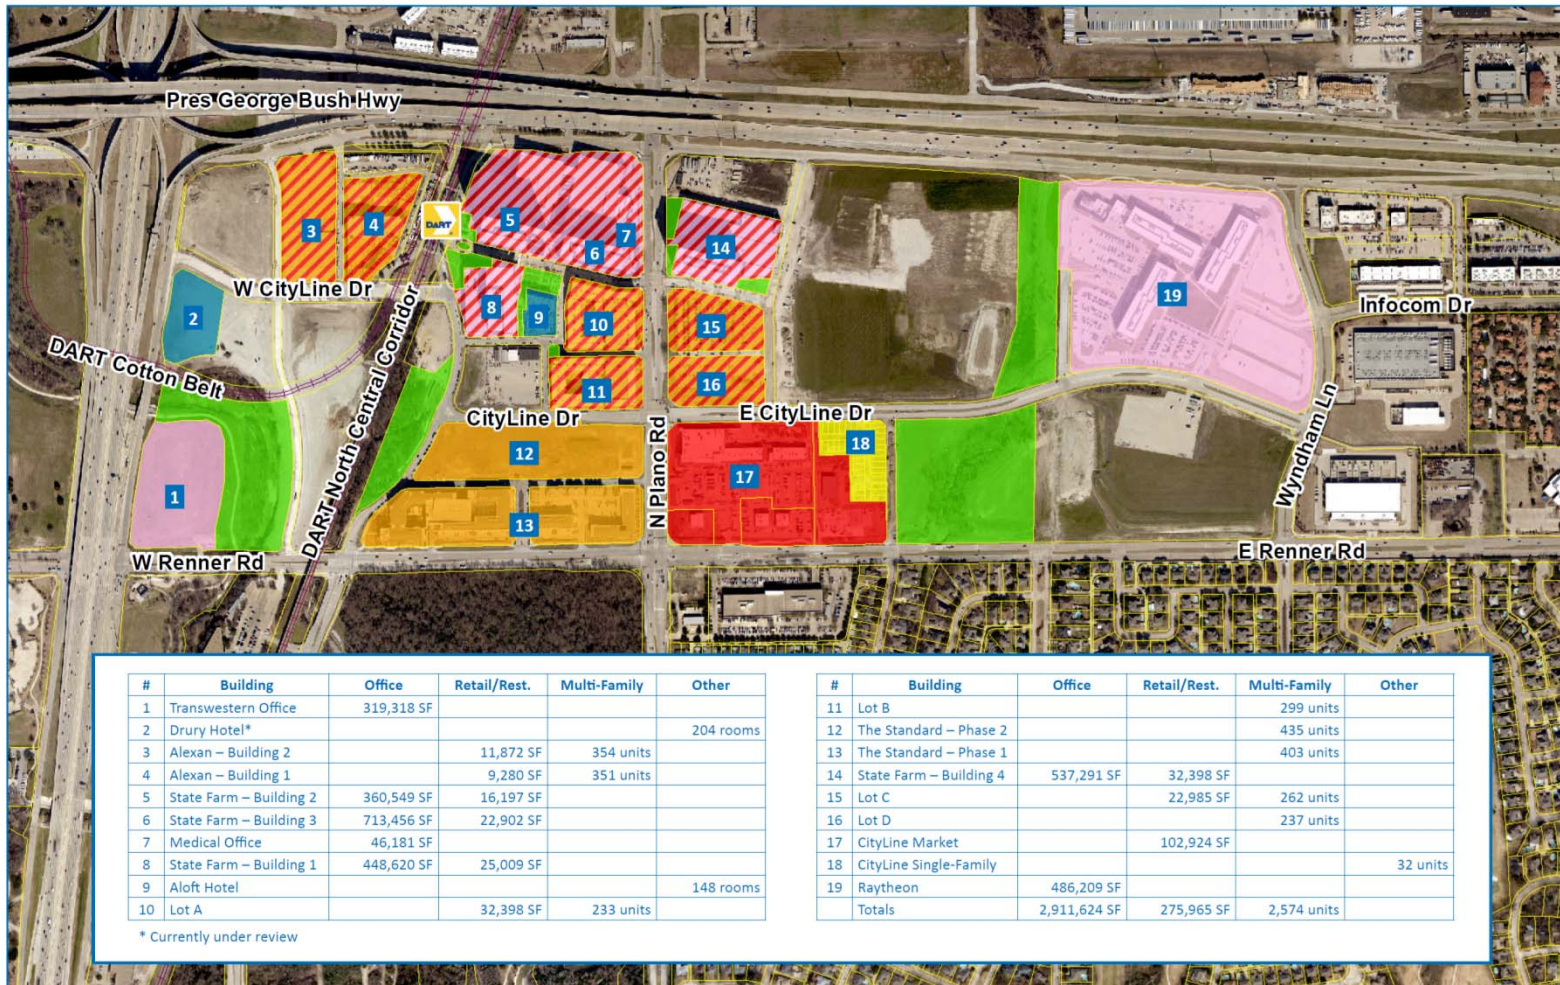 Pres George Bush Hwy
DART
3
4
5
6
7
14
W CityLine Dr
2
8
9
10
15
19
Infocom Dr
DART Cotton Belt
DART North Central Corridor
11
16
CityLine Dr
E CityLine Dr
N Plano Rd
12
17
18
Wyndham Ln
1
13
W Renner Rd
E Renner Rd
# Building Office Retail/Rest. Multi-Family Other
1 Transwestern Office 319,318 SF
2 Drury Hotel* 204 rooms
3 Alexan – Building 2 11,872 SF 354 units
4 Alexan – Building 1 9,280 SF 351 units
5 State Farm – Building 2 360,549 SF 16,197 SF
6 State Farm – Building 3 713,456 SF 22,902 SF
7 Medical Office 46,181 SF
8 State Farm – Building 1 448,620 SF 25,009 SF
9 Aloft Hotel 148 rooms
10 Lot A 32,398 SF 233 units
* Currently under review
# Building Office Retail/Rest. Multi-Family Other
11 Lot B 299 units
12 The Standard – Phase 2 435 units
13 The Standard – Phase 1 403 units
14 State Farm – Building 4 537,291 SF 32,398 SF
15 Lot C 22,985 SF 262 units
16 Lot D 237 units
17 CityLine Market 102,924 SF
18 CityLine Single-Family 32 units
19 Raytheon 486,209 SF
Totals 2,911,624 SF 275,965 SF 2,574 units